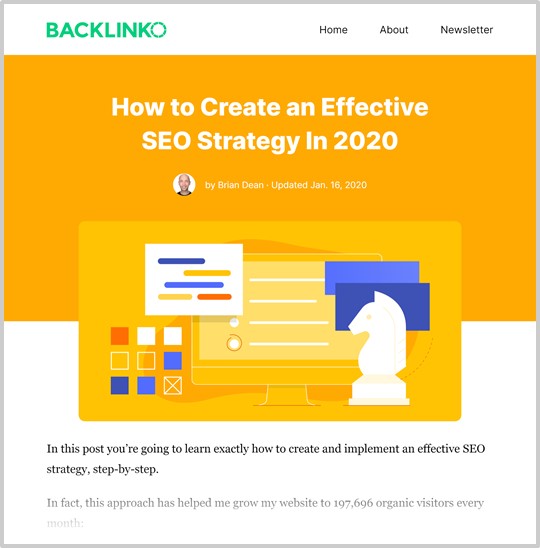 BACKLINKO
Home About Newsletter
How to Create an Effective
SEO Strategy In 2020
by Brian Dean · Updated Jan. 16, 2020
In this post you’re going to learn exactly how to create and implement an effective SEO
strategy, step-by-step.
In fact, this approach has helped me grow my website to 197,696 organic visitors every
month: